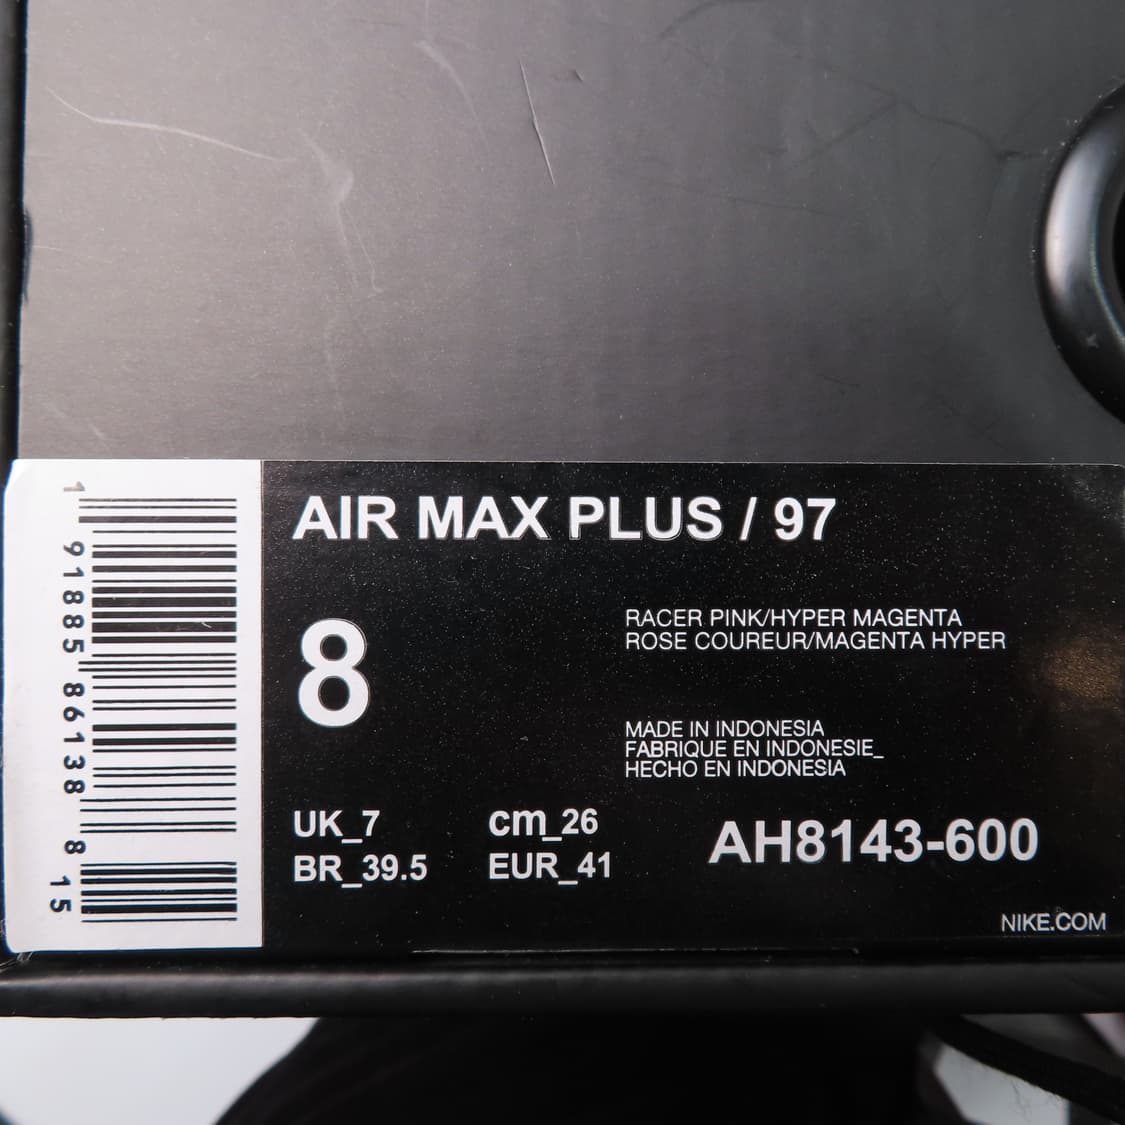 1 91885 86138 8 15
AIR MAX PLUS / 97
8
RACER PINK/HYPER MAGENTA
ROSE COUREUR/MAGENTA HYPER
MADE IN INDONESIA
FABRIQUE EN INDONESIE_
HECHO EN INDONESIA
UK_7 cm_26
BR_39.5 EUR_41
AH8143-600
NIKE.COM